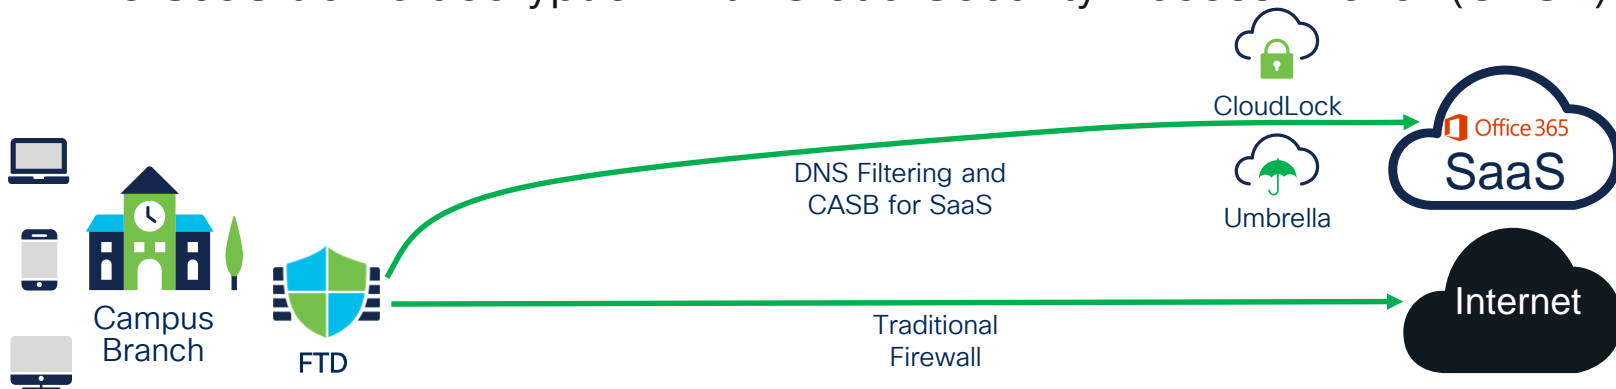 CloudLock
Office 365
SaaS
DNS Filtering and
CASB for SaaS
Umbrella
Internet
Campus
Branch
FTD
Traditional
Firewall